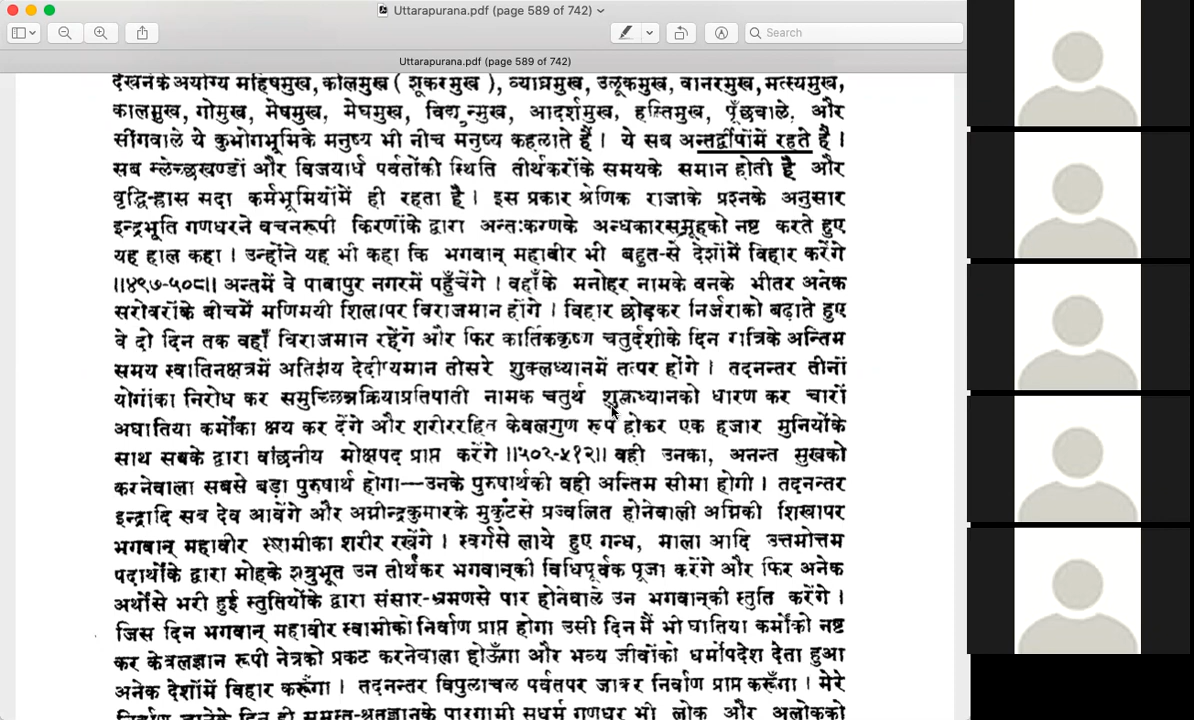 Uttarapurana.pdf (page 589 of 742)
Search
Uttarapurana.pdf (page 589 of 742)
देखनेके अयोग्य महिषमुख, कोलमुख ( शूकरमुख ), व्याघ्रमुख, उलूकमुख, वानरमुख, मत्स्यमुख,
कालमुख, गोमुख, मेषमुख, मेघमुख, विद्युन्मुख, आदर्शमुख, हस्तिमुख, पूँछवाले, और
सींगवाले ये कुभोगभूमिके मनुष्य भी नीच मनुष्य कहलाते हैं । ये सब अन्तर्द्वीपोंमें रहते है ।
सब म्लेच्छखण्डों और विजयार्ध पर्वतोंकी स्थिति तीर्थकरोंके समयके समान होती है और
वृद्धि-ह्रास सदा कर्मभूमियोंमें ही रहता है । इस प्रकार श्रेणिक राजाके प्रश्नके अनुसार
इन्द्रभूति गणधरने वचनरूपी किरणोंके द्वारा अन्तःकरणके अन्धकारसमूहको नष्ट करते हुए
यह हाल कहा । उन्होंने यह भी कहा कि भगवान् महावीर भी बहुत-से देशोंमें विहार करेंगे
॥४९७-५०८॥ अन्तमें वे पावापुर नगरमें पहुँचेंगे । वहाँके मनोहर नामके वनके भीतर अनेक
सरोवरोंके बीचमें मणिमयी शिलापर विराजमान होंगे । विहार छोड़कर निर्जराको बढ़ाते हुए
वे दो दिन तक वहाँ विराजमान रहेंगे और फिर कार्तिककृष्ण चतुर्दशीके दिन रात्रिके अन्तिम
समय स्वातिनक्षत्रमें अतिशय देदीप्यमान तीसरे शुक्लध्यानमें तत्पर होंगे । तदनन्तर तीनों
योगोंका निरोध कर समुच्छिन्नक्रियाप्रतिपाती नामक चतुर्थ शुक्लध्यानको धारण कर चारों
अघातिया कर्मोंका क्षय कर देंगे और शरीररहित केवलगुण रूप होकर एक हजार मुनियोंके
साथ सबके द्वारा वांछनीय मोक्षपद प्राप्त करेंगे ॥५०९-५१२॥ वही उनका, अनन्त सुखको
करनेवाला सबसे बड़ा पुरुषार्थ होगा—उनके पुरुषार्थकी वही अन्तिम सीमा होगी । तदनन्तर
इन्द्रादि सब देव आवेंगे और अग्नीन्द्रकुमारके मुकुटसे प्रज्वलित होनेवाली अग्निकी शिखापर
भगवान् महावीर स्वामीका शरीर रखेंगे । स्वर्गसे लाये हुए गन्ध, माला आदि उत्तमोत्तम
पदार्थोंके द्वारा मोहके शत्रुभूत उन तीर्थंकर भगवान्की विधिपूर्वक पूजा करेंगे और फिर अनेक
अर्थोंसे भरी हुई स्तुतियोंके द्वारा संसार-भ्रमणसे पार होनेवाले उन भगवान्की स्तुति करेंगे ।
जिस दिन भगवान् महावीर स्वामीको निर्वाण प्राप्त होगा उसी दिन मैं भी घातिया कर्मोंको नष्ट
कर केवलज्ञान रूपी नेत्रको प्रकट करनेवाला होऊँगा और भव्य जीवोंको धर्मोपदेश देता हुआ
अनेक देशोंमें विहार करूँगा । तदनन्तर विपुलाचल पर्वतपर जाकर निर्वाण प्राप्त करूँगा । मेरे
निर्वाण जानेके दिन ही समस्त-श्रुतज्ञानके पारगामी सुधर्म गणधर भी लोक और अलोकको